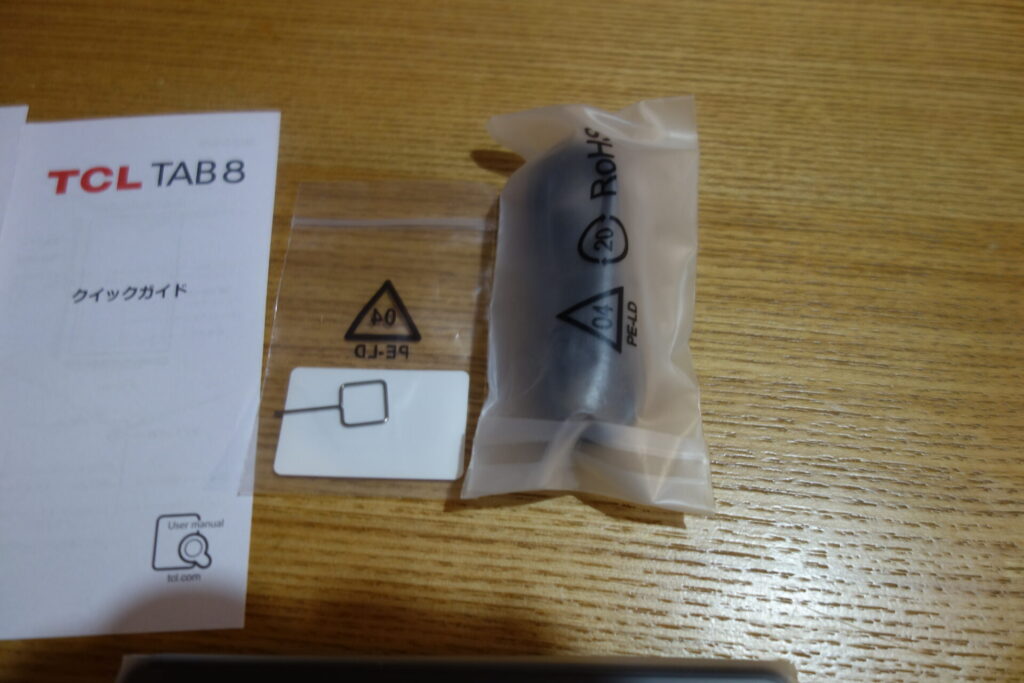 TCL TAB 8
クイックガイド
User manual
tcl.com
04
PE-LD
RoHS
20
04
PE-LD